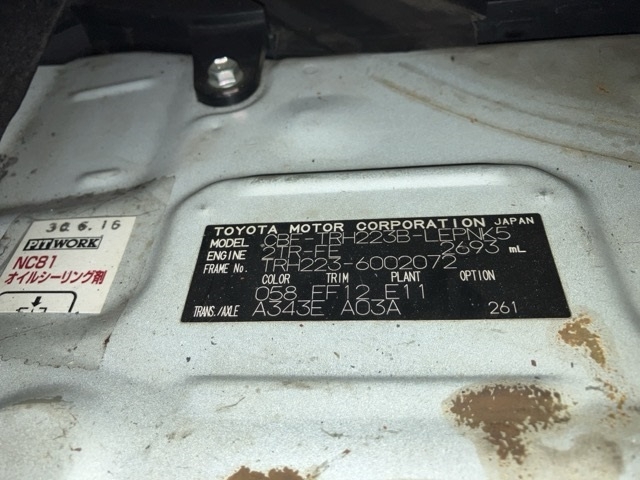 30.6.16
PITWORK
NC81
オイルシーリング剤
TOYOTA MOTOR CORPORATION JAPAN
MODEL CBF-TRH223B-LEPNK5
ENGINE 2TR-FE 2693 mL
FRAME No. TRH223-6002072
COLOR TRIM PLANT OPTION
058 FF12 E11
TRANS./AXLE A343E A03A 261